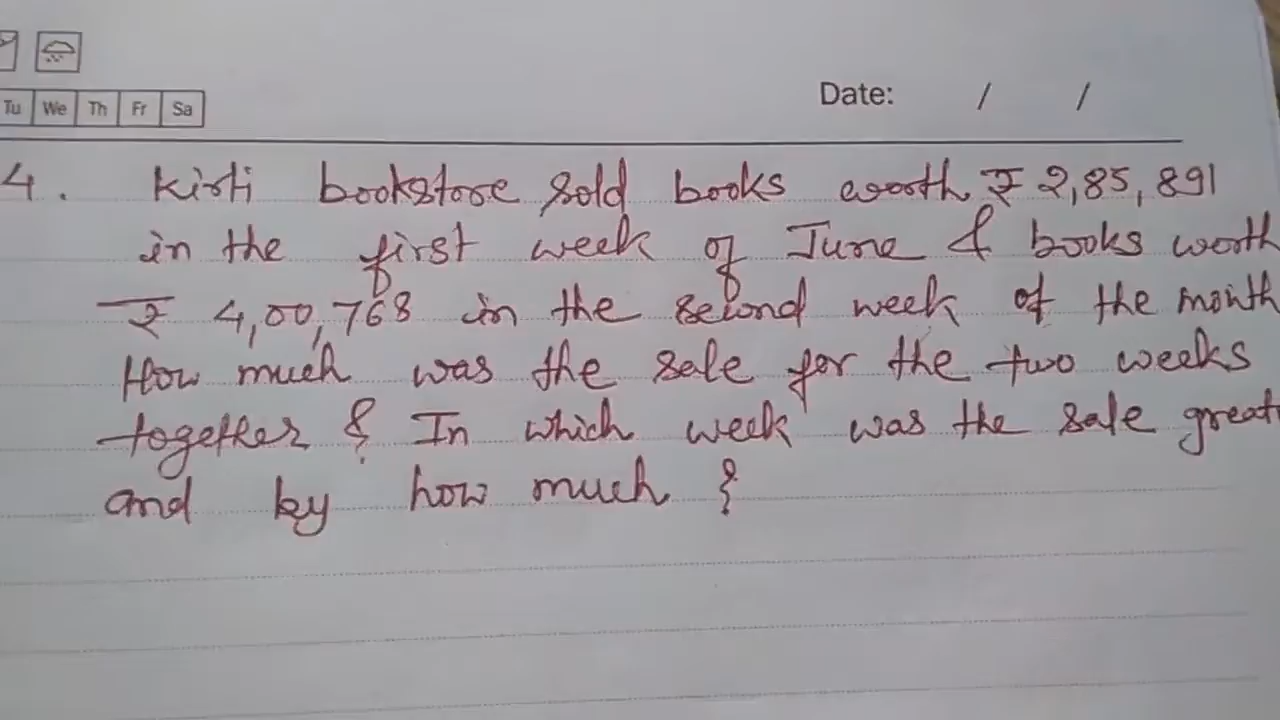 Tu We Th Fr Sa
Date: / /
4. Kirti bookstore sold books worth ₹ 2,85,891
in the first week of June & books worth
₹ 4,00,768 in the second week of the month
How much was the sale for the two weeks
together ? In which week was the sale great
and by how much ?